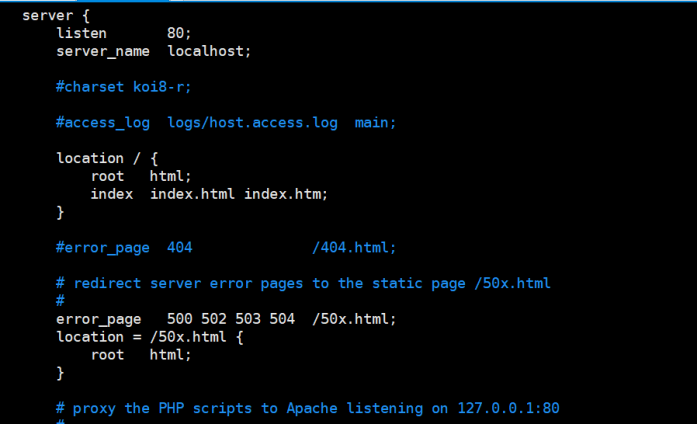 server {
    listen       80;
    server_name  localhost;

    #charset koi8-r;

    #access_log  logs/host.access.log  main;

    location / {
        root   html;
        index  index.html index.htm;
    }

    #error_page  404              /404.html;

    # redirect server error pages to the static page /50x.html
    #
    error_page   500 502 503 504  /50x.html;
    location = /50x.html {
        root   html;
    }

    # proxy the PHP scripts to Apache listening on 127.0.0.1:80
    #